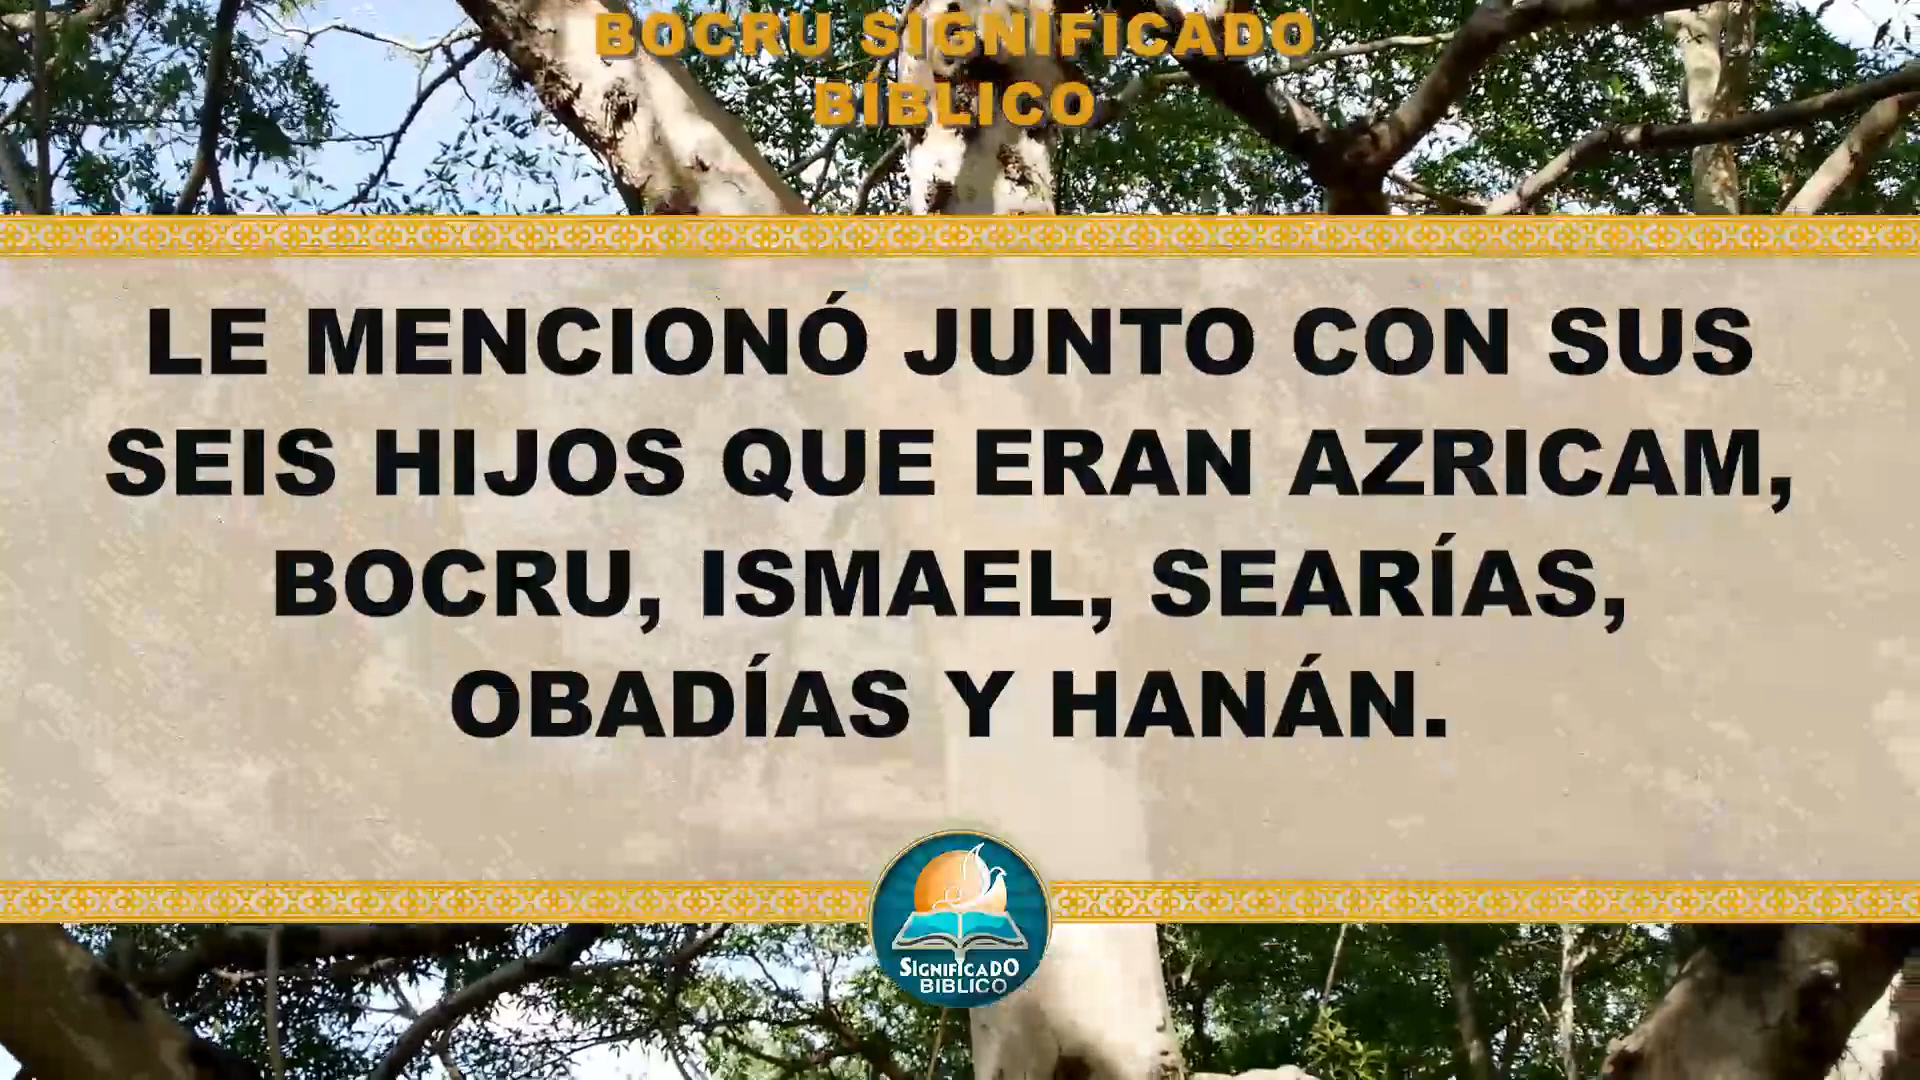 BOCRU SIGNIFICADO
BÍBLICO
LE MENCIONÓ JUNTO CON SUS
SEIS HIJOS QUE ERAN AZRICAM,
BOCRU, ISMAEL, SEARÍAS,
OBADÍAS Y HANÁN.
SIGNIFICADO
BIBLICO